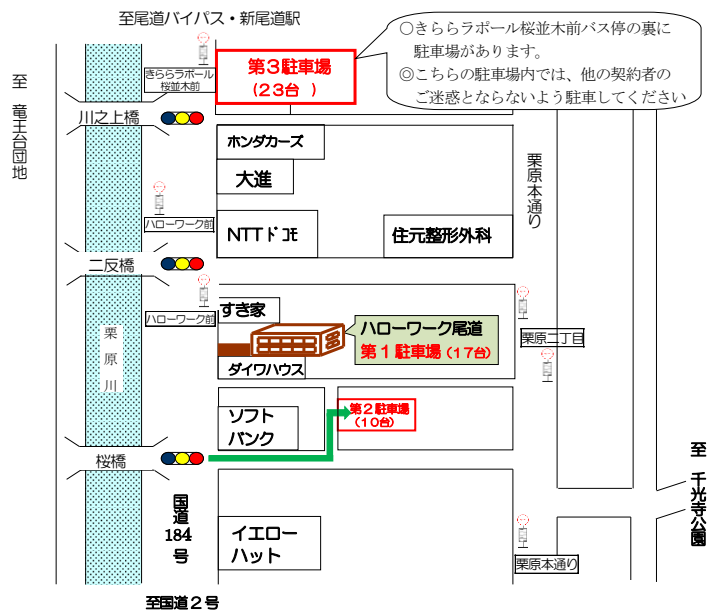 至尾道バイパス・新尾道駅
至 竜王台団地
きららラポール
桜並木前
第3駐車場
(23台 )
○きららラポール桜並木前バス停の裏に
駐車場があります。
◎こちらの駐車場内では、他の契約者の
ご迷惑とならないよう駐車してください
川之上橋
ホンダカーズ
大進
栗原本通り
ハローワーク前
NTTドコモ
住元整形外科
二反橋
ハローワーク前
すき家
栗原川
ハローワーク尾道
第1駐車場(17台)
栗原二丁目
ダイワハウス
ソフト
バンク
第2駐車場
(10台)
桜橋
至 千光寺公園
国道184号
イエロー
ハット
栗原本通り
至国道2号